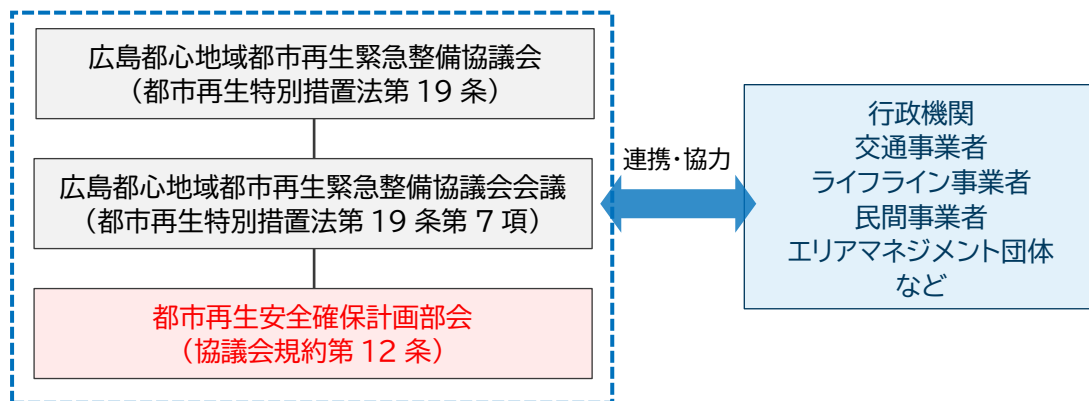 広島都心地域都市再生緊急整備協議会
（都市再生特別措置法第 19 条）
広島都心地域都市再生緊急整備協議会会議
（都市再生特別措置法第 19 条第 7 項）
都市再生安全確保計画部会
（協議会規約第 12 条）
連携・協力
行政機関
交通事業者
ライフライン事業者
民間事業者
エリアマネジメント団体
など